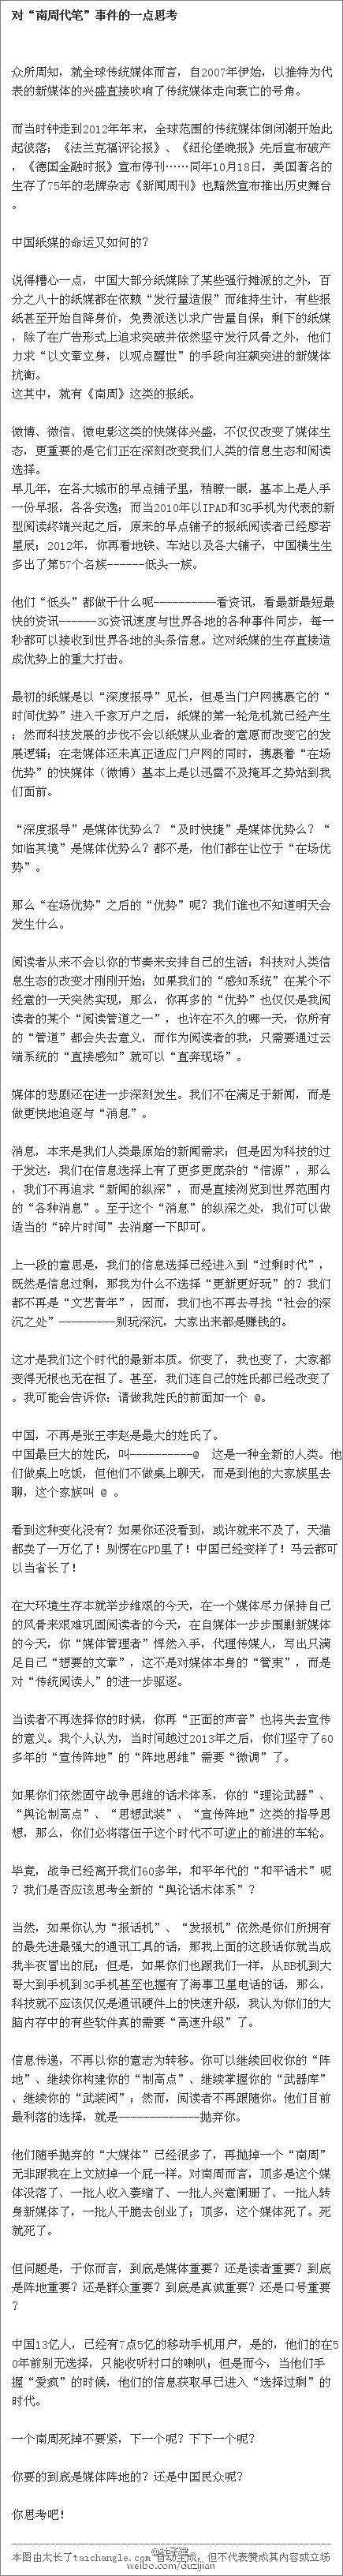 对“南周代笔”事件的一点思考
众所周知，就全球传统媒体而言，自2007年伊始，以推特为代
表的新媒体的兴盛直接吹响了传统媒体走向衰亡的号角。
而当时钟走到2012年年末，全球范围的传统媒体倒闭潮开始此
起彼落；《法兰克福评论报》、《纽伦堡晚报》先后宣布破产
，《德国金融时报》宣布停刊……同年10月18日，美国著名的
生存了75年的老牌杂志《新闻周刊》也黯然宣布推出历史舞台
。
中国纸媒的命运又如何的？
说得糟心一点，中国大部分纸媒除了某些强行摊派的之外，百
分之八十的纸媒都在依赖“发行量造假”而维持生计，有些报
纸甚至开始自降身价，免费派送以求广告量自保；剩下的纸媒
，除了在广告形式上追求突破并依然坚守发行风骨之外，他们
力求“以文章立身，以观点醒世”的手段向狂飙突进的新媒体
抗衡。
这其中，就有《南周》这类的报纸。
微博、微信、微电影这类的快媒体兴盛，不仅仅改变了媒体生
态，更重要的是它们正在深刻改变我们人类的信息生态和阅读
选择。
早几年，在各大城市的早点铺子里，稍瞭一眼，基本上是人手
一份早报，各各安逸；而当2010年以IPAD和3G手机为代表的新
型阅读终端兴起之后，原来的早点铺子的报纸阅读者已经廖若
星辰；2012年，你再看地铁、车站以及各大铺子，中国横生生
多出了第57个名族------低头一族。
他们“低头”都做干什么呢----------看资讯，看最新最短最
快的资讯------3G资讯速度与世界各地的各种事件同步，每一
秒都可以接收到世界各地的头条信息。这对纸媒的生存直接造
成优势上的重大打击。
最初的纸媒是以“深度报导”见长，但是当门户网携裹它的“
时间优势”进入千家万户之后，纸媒的第一轮危机就已经产生
；然而科技发展的步伐不会以纸媒从业者的意愿而改变它的发
展逻辑；在老媒体还未真正适应门户网的同时，携裹着“在场
优势”的快媒体（微博）基本上是以迅雷不及掩耳之势站到我
们面前。
“深度报导”是媒体优势么？“及时快捷”是媒体优势么？“
如临其境”是媒体优势么？都不是，他们都在让位于“在场优
势”。
那么“在场优势”之后的“优势”呢？我们谁也不知道明天会
发生什么。
阅读者从来不会以你的节奏来安排自己的生活；科技对人类信
息生态的改变才刚刚开始；如果我们的“感知系统”在某个不
经意的一天突然实现，那么，你再多的“优势”也仅仅是我阅
读者的某个“阅读管道之一”，也许在不久的哪一天，你所有
的“管道”都会失去意义，而作为阅读者的我，只需要通过云
端系统的“直接感知”就可以“直奔现场”。
媒体的悲剧还在进一步深刻发生。我们不在满足于新闻，而是
做更快地追逐与“消息”。
消息，本来是我们人类最原始的新闻需求；但是因为科技的过
于发达，我们在信息选择上有了更多更庞杂的“信源”，那么
，我们不再追求“新闻的纵深”，而是直接浏览到世界范围内
的“各种消息”。至于这个“消息”的纵深之处，我们可以做
适当的“碎片时间”去消磨一下即可。
上一段的意思是，我们的信息选择已经进入到“过剩时代”，
既然是信息过剩，那我为什么不选择“更新更好玩”的？我们
都不再是“文艺青年”，因而，我们也不再去寻找“社会的深
沉之处”---------别玩深沉，大家出来都是赚钱的。
这才是我们这个时代的最新本质。你变了，我也变了，大家都
变得无根也无在祖了。甚至，我们连自己的姓氏都已经改变了
。我可能会告诉你：请做我姓氏的前面加一个 @。
中国，不再是张王李赵是最大的姓氏了。
中国最巨大的姓氏，叫----------@ 这是一种全新的人类。他
们做桌上吃饭，但他们不做桌上聊天，而是到他的大家族里去
聊，这个家族叫 @ 。
看到这种变化没有？如果你还没看到，或许就来不及了，天猫
都卖了一万亿了！别愣在GPD里了！中国已经变样了！马云都可
以当省长了！
在大环境生存本就举步维艰的今天，在一个媒体尽力保持自己
的风骨来艰难巩固阅读者的今天，在自媒体一步步围剿新媒体
的今天，你“媒体管理者”悍然入手，代理传媒人，写出只满
足自己“想要的文章”，这不是对媒体本身的“管束”，而是
对“传统阅读人”的进一步驱逐。
当读者不再选择你的时候，你再“正面的声音”也将失去宣传
的意义。我个人认为，当时间越过2013年之后，你们坚守了60
多年的“宣传阵地”的“阵地思维”需要“微调”了。
如果你们依然固守战争思维的话术体系，你的“理论武器”、
“舆论制高点”、“思想武装”、“宣传阵地”这类的指导思
想，那么，你们必将落伍于这个时代不可逆止的前进的车轮。
毕竟，战争已经离开我们60多年，和平年代的“和平话术”呢
？我们是否应该思考全新的“舆论话术体系”？
当然，如果你认为“报话机”、“发报机”依然是你们所拥有
的最先进最强大的通讯工具的话，那我上面的这段话你就当成
我半夜冒出的屁；但是，如果你们也跟我们一样，从BB机到大
哥大到手机到3G手机甚至也握有了海事卫星电话的话，那么，
科技就不应该仅仅是通讯硬件上的快速升级，我认为你们的大
脑内存中的有些软件真的需要“高速升级”了。
信息传递，不再以你的意志为转移。你可以继续回收你的“阵
地”、继续你构建你的“制高点”、继续掌握你的“武器库”
、继续你的“武装阀”；然而，阅读者不再跟随你。他们目前
最利落的选择，就是-------------抛弃你。
他们随手抛弃的“大媒体”已经很多了，再抛掉一个“南周”
无非跟我在上文放掉一个屁一样。对南周而言，顶多是这个媒
体没落了、一批人收入萎缩了、一批人兴意阑珊了、一批人转
身新媒体了，一批人干脆去创业了；顶多，这个媒体死了。死
就死了。
但问题是，于你而言，到底是媒体重要？还是读者重要？到底
是阵地重要？还是群众重要？到底是真诚重要？还是口号重要
？
中国13亿人，已经有7点5亿的移动手机用户，是的，他们的在5
0年前别无选择，只能收听村口的喇叭；但是而今，当他们手
握“爱疯”的时候，他们的信息获取早已进入“选择过剩”的
时代。
一个南周死掉不要紧，下一个呢？下下一个呢？
你要的到底是媒体阵地的？还是中国民众呢？
你思考吧！
本图由太长了taichangle.com 自动生成，但不代表赞成其内容或立场
weibo.com/duzijian